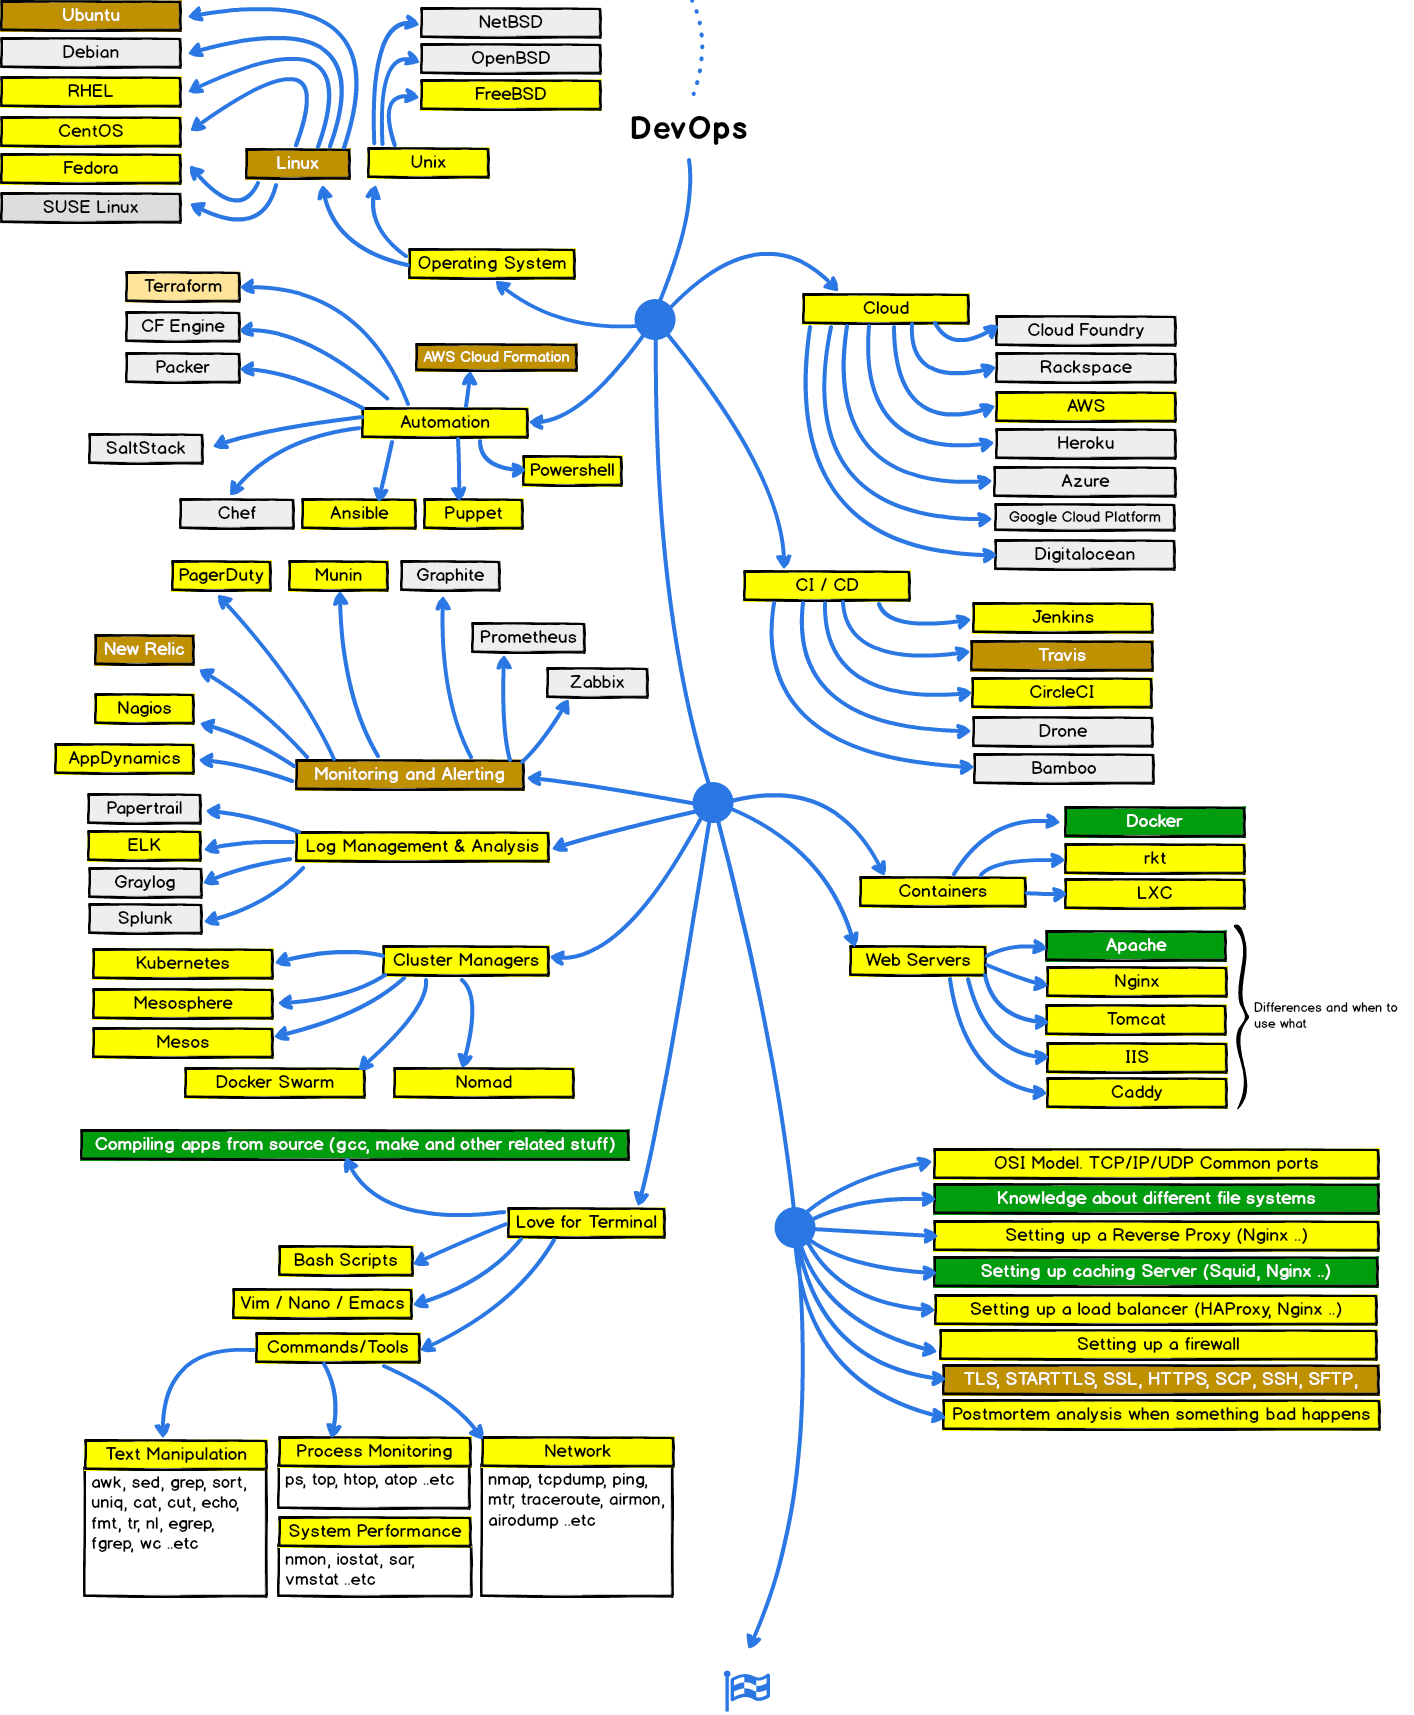 Ubuntu
Debian
RHEL
CentOS
Fedora
SUSE Linux
Linux
NetBSD
OpenBSD
FreeBSD
Unix
DevOps
Operating System
Terraform
CF Engine
Packer
AWS Cloud Formation
Automation
SaltStack
Powershell
Chef
Ansible
Puppet
Cloud
Cloud Foundry
Rackspace
AWS
Heroku
Azure
Google Cloud Platform
Digitalocean
CI / CD
Jenkins
Travis
CircleCI
Drone
Bamboo
PagerDuty
Munin
Graphite
Prometheus
Zabbix
New Relic
Nagios
AppDynamics
Monitoring and Alerting
Papertrail
ELK
Graylog
Splunk
Log Management & Analysis
Containers
Docker
rkt
LXC
Web Servers
Apache
Nginx
Tomcat
IIS
Caddy
Differences and when to
use what
Cluster Managers
Kubernetes
Mesosphere
Mesos
Docker Swarm
Nomad
Compiling apps from source (gcc, make and other related stuff)
Love for Terminal
Bash Scripts
Vim / Nano / Emacs
Commands/Tools
OSI Model. TCP/IP/UDP Common ports
Knowledge about different file systems
Setting up a Reverse Proxy (Nginx ..)
Setting up caching Server (Squid, Nginx ..)
Setting up a load balancer (HAProxy, Nginx ..)
Setting up a firewall
TLS, STARTTLS, SSL, HTTPS, SCP, SSH, SFTP,
Postmortem analysis when something bad happens
Text Manipulation
awk, sed, grep, sort,
uniq, cat, cut, echo,
fmt, tr, nl, egrep,
fgrep, wc ..etc
Process Monitoring
ps, top, htop, atop ..etc
System Performance
nmon, iostat, sar,
vmstat ..etc
Network
nmap, tcpdump, ping,
mtr, traceroute, airmon,
airodump ..etc